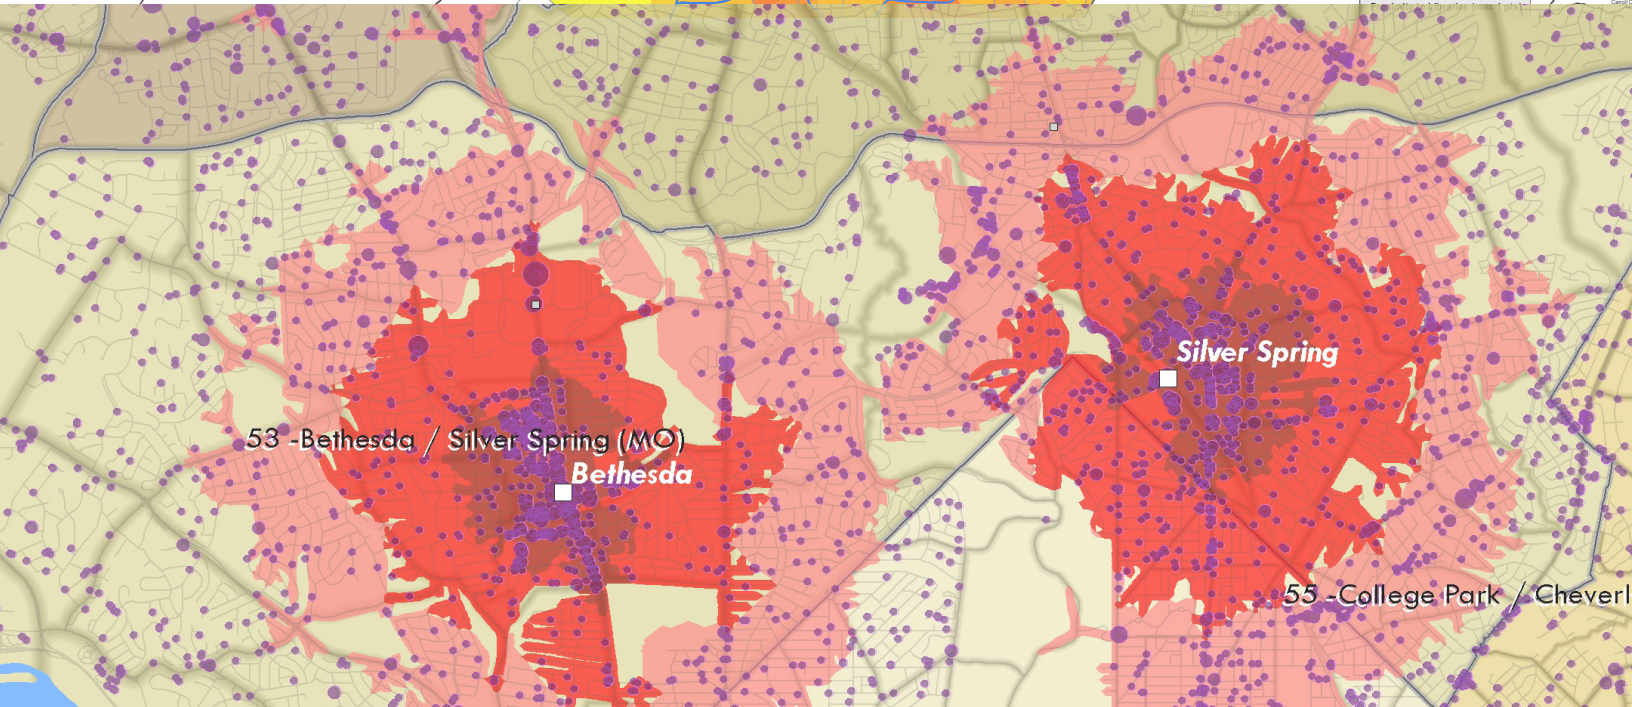 Silver Spring
53 -Bethesda / Silver Spring (MO)
Bethesda
55 -College Park / Cheverl